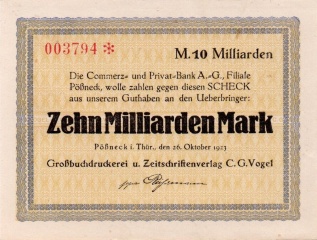 003794 *
M. 10 Milliarden
Die Commerz- und Privat-Bank A.-G., Filiale
Pößneck, wolle zahlen gegen diesen SCHECK
aus unserem Guthaben an den Ueberbringer:
Zehn Milliarden Mark
Pößneck i. Thür., den 26. Oktober 1923
Großbuchdruckerei u. Zeitschriftenverlag C. G. Vogel